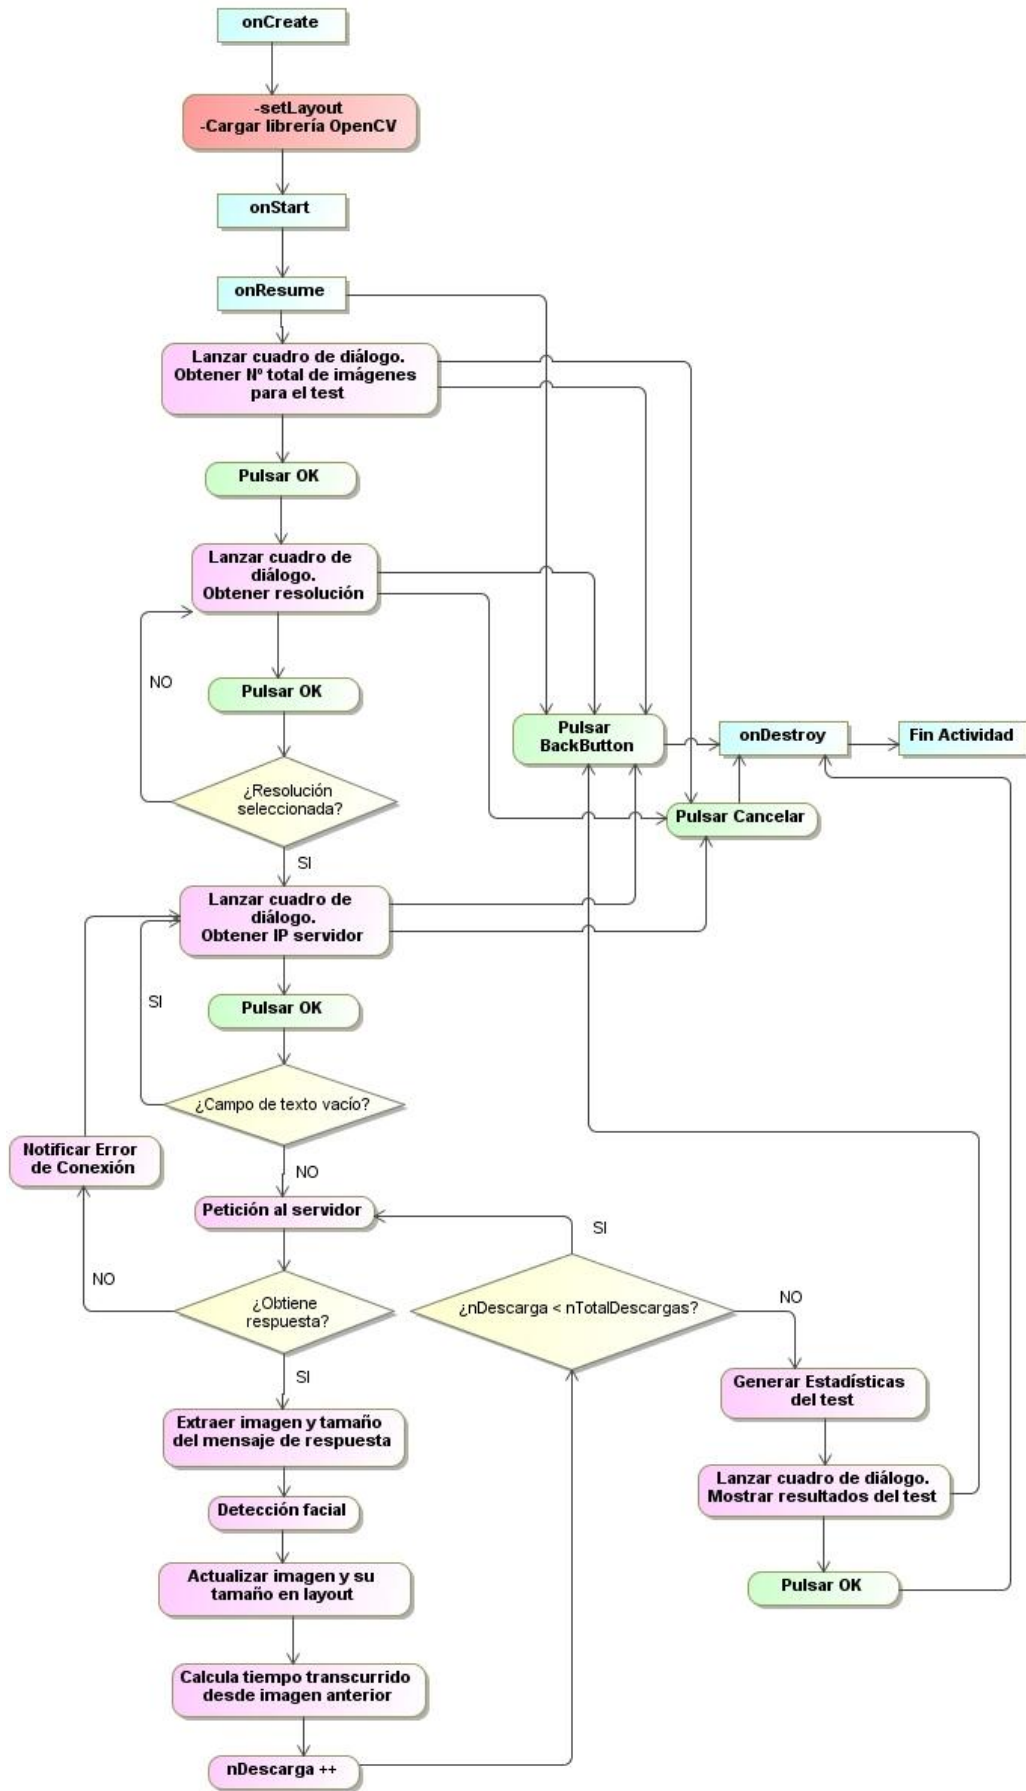 onCreate
-setLayout
-Cargar librería OpenCV
onStart
onResume
Lanzar cuadro de diálogo.
Obtener Nº total de imágenes
para el test
Pulsar OK
Lanzar cuadro de
diálogo.
Obtener resolución
NO
Pulsar OK
Pulsar
BackButton
onDestroy
Fin Actividad
¿Resolución
seleccionada?
Pulsar Cancelar
SI
Lanzar cuadro de
diálogo.
Obtener IP servidor
SI
Pulsar OK
¿Campo de texto vacío?
Notificar Error
de Conexión
NO
Petición al servidor
SI
NO
¿Obtiene
respuesta?
¿nDescarga < nTotalDescargas?
NO
SI
Generar Estadísticas
del test
Extraer imagen y tamaño
del mensaje de respuesta
Lanzar cuadro de diálogo.
Mostrar resultados del test
Detección facial
Actualizar imagen y su
tamaño en layout
Pulsar OK
Calcula tiempo transcurrido
desde imagen anterior
nDescarga ++